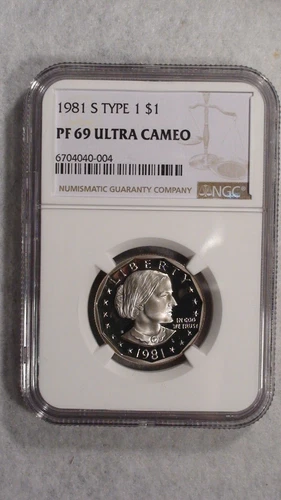 1981 S TYPE 1 $1
PF 69 ULTRA CAMEO
6704040-004
NUMISMATIC GUARANTY COMPANY
NGC
LIBERTY
IN GOD
WE TRUST
1981